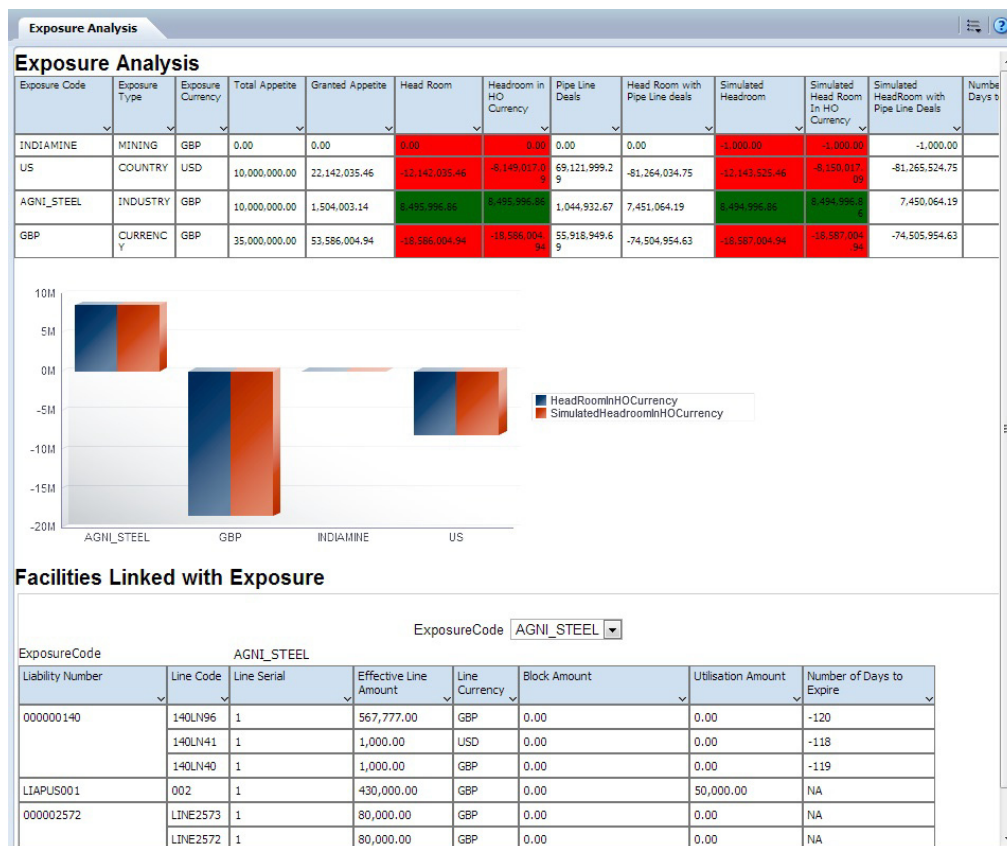 Exposure Analysis
Exposure Analysis
Exposure Code Exposure Type Exposure Currency Total Appetite Granted Appetite Head Room Headroom in HO Currency Pipe Line Deals Head Room with Pipe Line deals Simulated Headroom Simulated Head Room In HO Currency Simulated HeadRoom with Pipe Line Deals Numbe Days t
INDIAMINE MINING GBP 0.00 0.00 0.00 0.00 0.00 0.00 -1,000.00 -1,000.00 -1,000.00
US COUNTRY USD 10,000,000.00 22,142,035.46 -12,142,035.46 -8,149,017.09 69,121,999.29 -81,264,034.75 -12,143,525.46 -8,150,017.09 -81,265,524.75
AGNI_STEEL INDUSTRY GBP 10,000,000.00 1,504,003.14 8,495,996.86 8,495,996.86 1,044,932.67 7,451,064.19 8,494,996.86 8,494,996.86 7,450,064.19
GBP CURRENCY GBP 35,000,000.00 53,586,004.94 -18,586,004.94 -18,586,004.94 55,918,949.69 -74,504,954.63 -18,587,004.94 -18,587,004.94 -74,505,954.63
10M
5M
0M
-5M
-10M
-15M
-20M
AGNI_STEEL GBP INDIAMINE US
HeadRoomInHOCurrency
SimulatedHeadroomInHOCurrency
Facilities Linked with Exposure
ExposureCode AGNI_STEEL
ExposureCode AGNI_STEEL
Liability Number Line Code Line Serial Effective Line Amount Line Currency Block Amount Utilisation Amount Number of Days to Expire
000000140 140LN96 1 567,777.00 GBP 0.00 0.00 -120
140LN41 1 1,000.00 USD 0.00 0.00 -118
140LN40 1 1,000.00 GBP 0.00 0.00 -119
LIAPUS001 002 1 430,000.00 GBP 0.00 50,000.00 NA
000002572 LINE2573 1 80,000.00 GBP 0.00 0.00 NA
LINE2572 1 80,000.00 GBP 0.00 0.00 NA